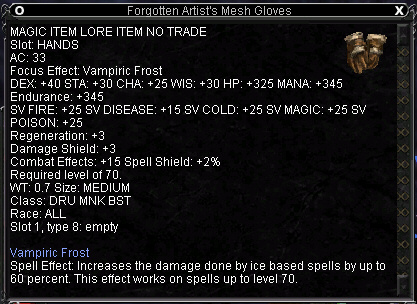 Forgotten Artist's Mesh Gloves
MAGIC ITEM LORE ITEM NO TRADE
Slot: HANDS
AC: 33
Focus Effect: Vampiric Frost
DEX: +40 STA: +30 CHA: +25 WIS: +30 HP: +325 MANA: +345
Endurance: +345
SV FIRE: +25 SV DISEASE: +15 SV COLD: +25 SV MAGIC: +25 SV
POISON: +25
Regeneration: +3
Damage Shield: +3
Combat Effects: +15 Spell Shield: +2%
Required level of 70.
WT: 0.7 Size: MEDIUM
Class: DRU MNK BST
Race: ALL
Slot 1, type 8: empty
Vampiric Frost
Spell Effect: Increases the damage done by ice based spells by up to
60 percent. This effect works on spells up to level 70.